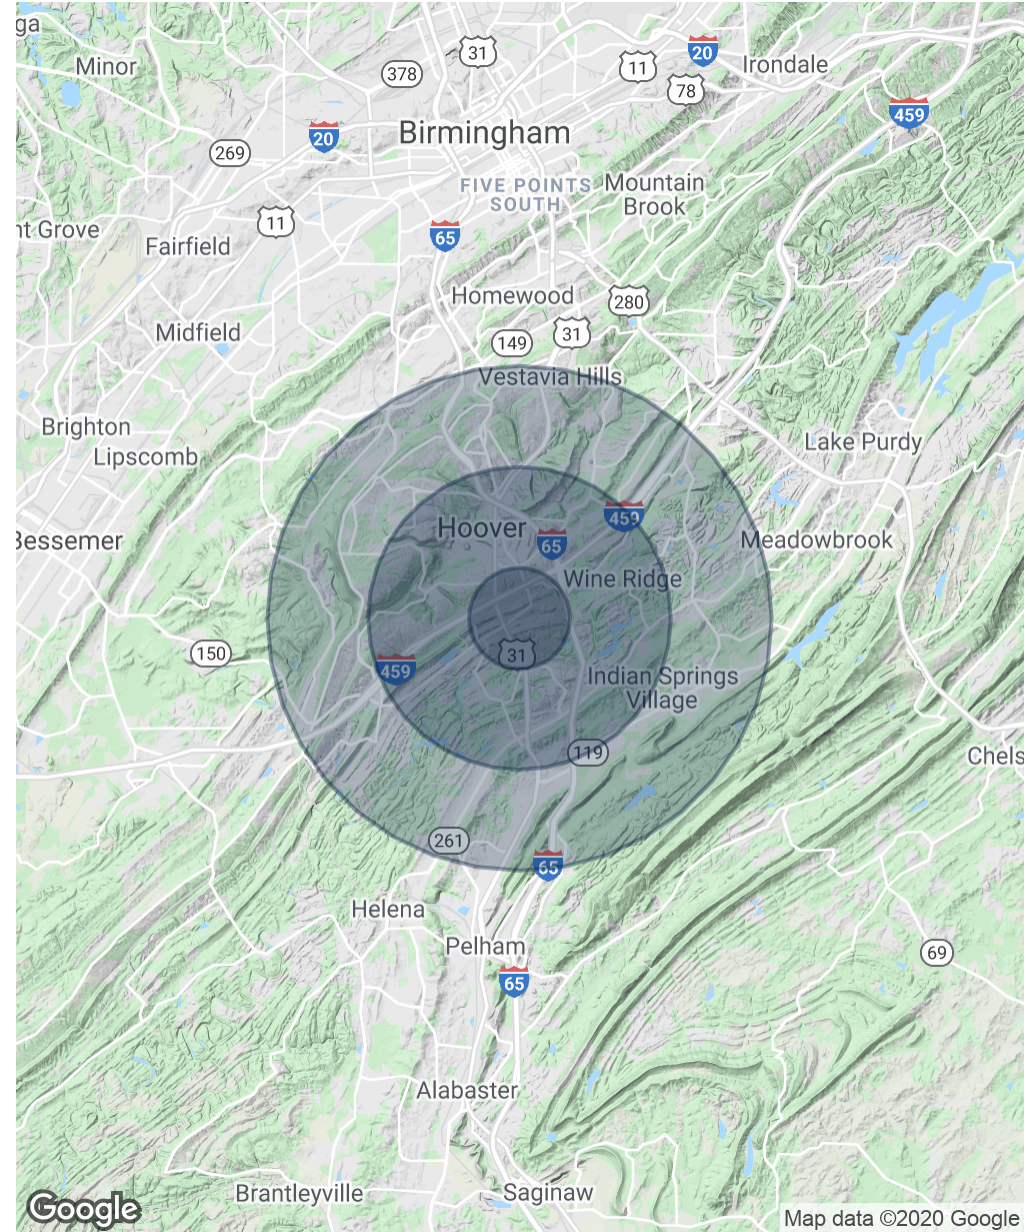 ga
Minor
31
378
11
20
Irondale
78
459
Birmingham
20
269
FIVE POINTS
SOUTH
Mountain
Brook
nt Grove
11
Fairfield
65
Homewood
280
Midfield
149
31
Vestavia Hills
Brighton
Lipscomb
Lake Purdy
Hoover
459
65
Bessemer
Meadowbrook
Wine Ridge
150
31
459
Indian Springs
Village
119
Chels
261
65
Helena
Pelham
69
65
Alabaster
Brantleyville
Saginaw
Google
Map data ©2020 Google